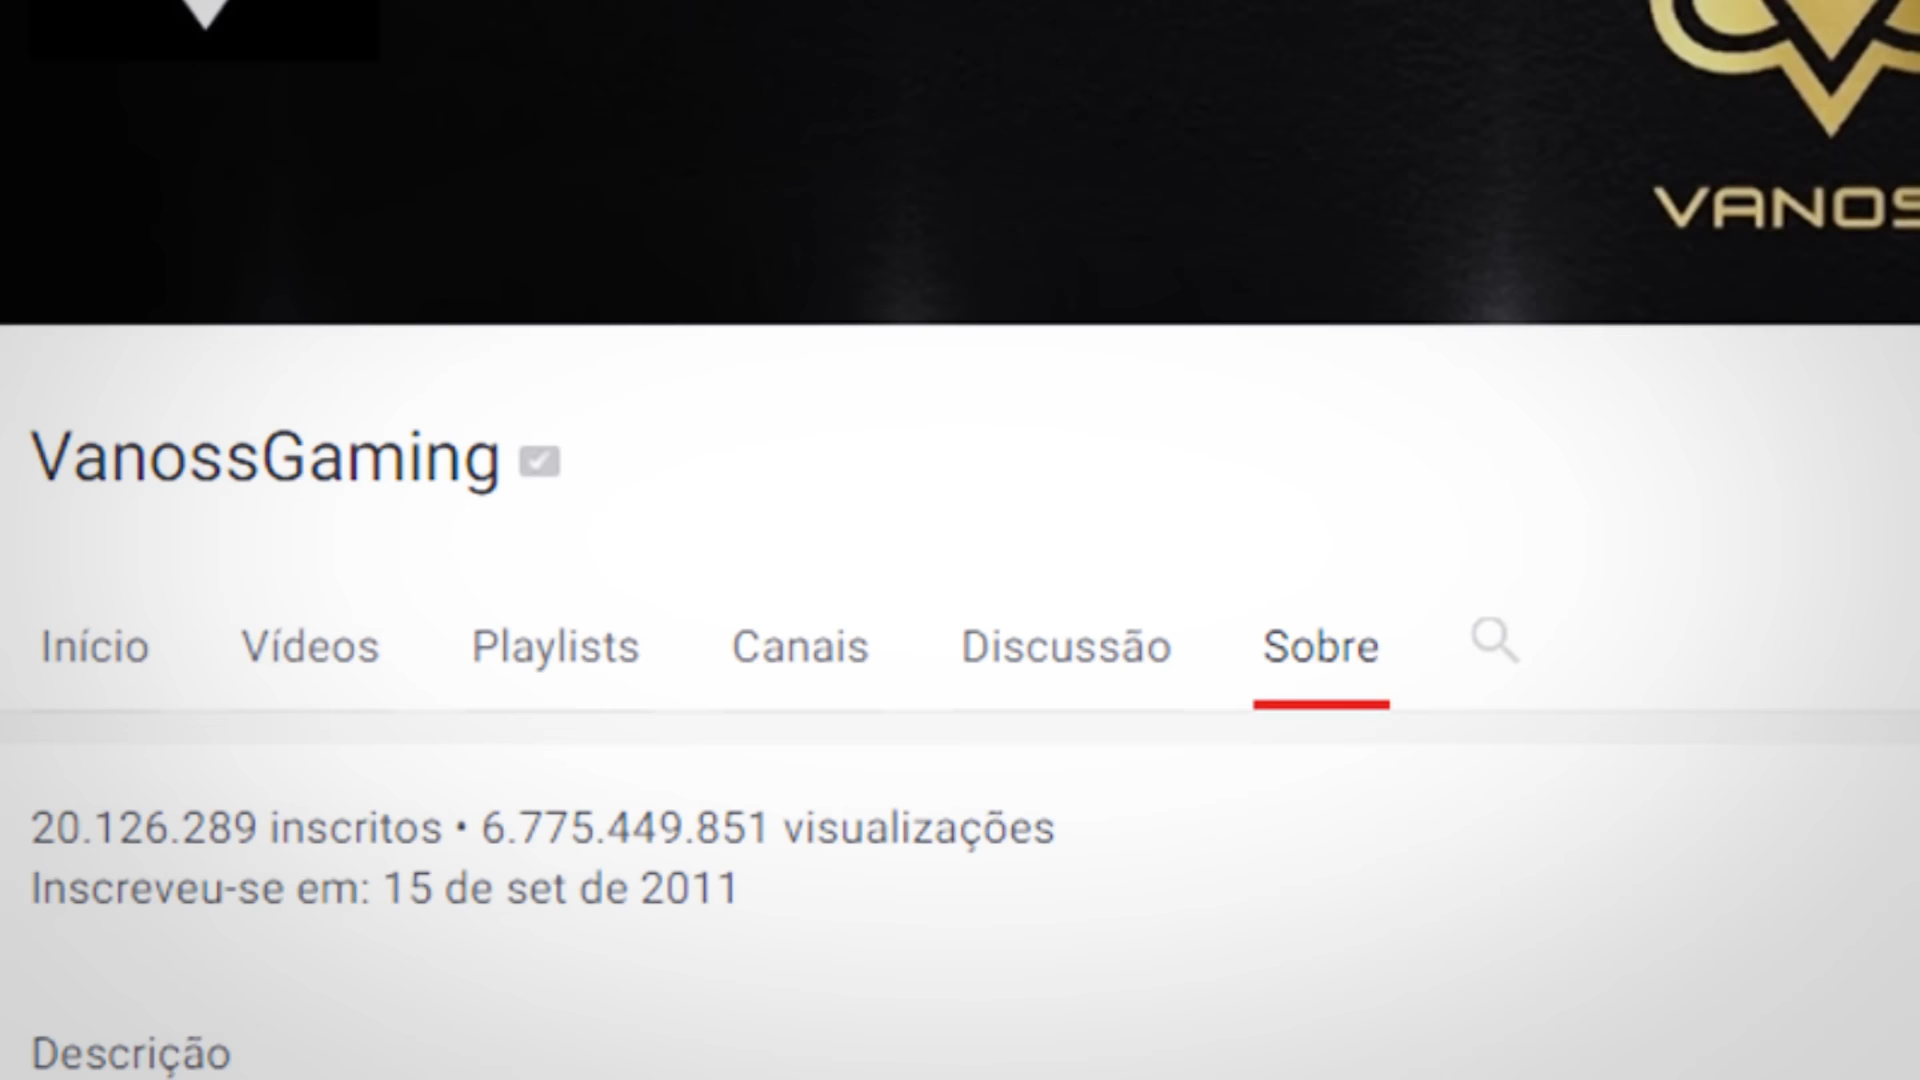 VANOS
VanossGaming
Início Vídeos Playlists Canais Discussão Sobre
20.126.289 inscritos • 6.775.449.851 visualizações
Inscreveu-se em: 15 de set de 2011
Descrição